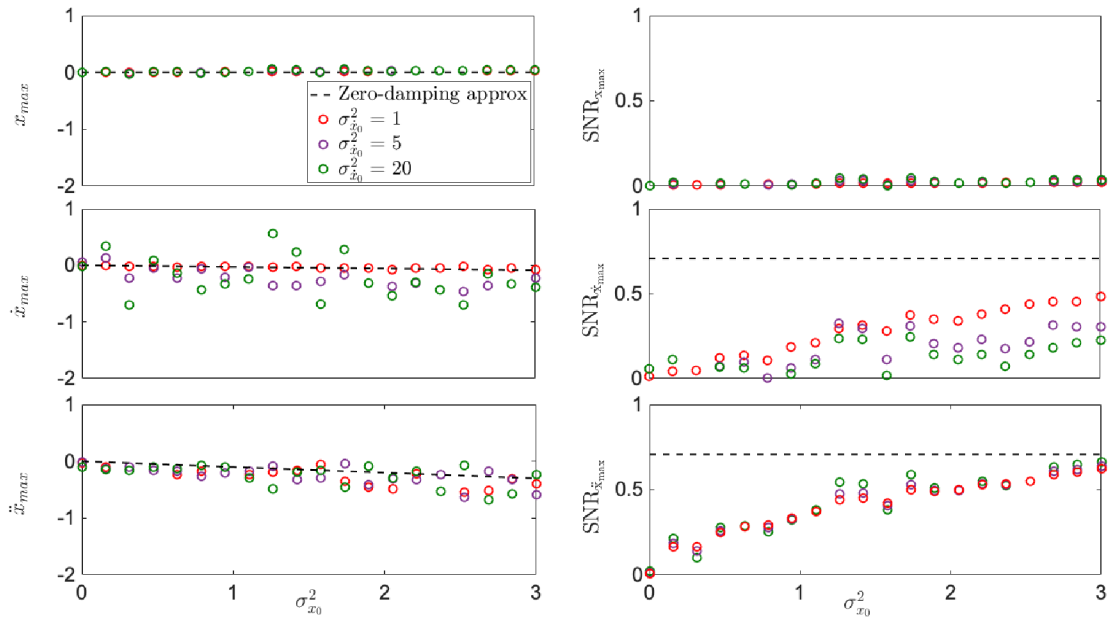 1
0
-1
-2
x_max
Zero-damping approx
σ²_ẋ₀ = 1
σ²_ẋ₀ = 5
σ²_ẋ₀ = 20
1
0.5
0
SNR_x_max
1
0
-1
-2
ẋ_max
1
0.5
0
SNR_ẋ_max
1
0
-1
-2
ẍ_max
0
1
2
3
σ²_x₀
1
0.5
0
SNR_ẍ_max
0
1
2
3
σ²_x₀